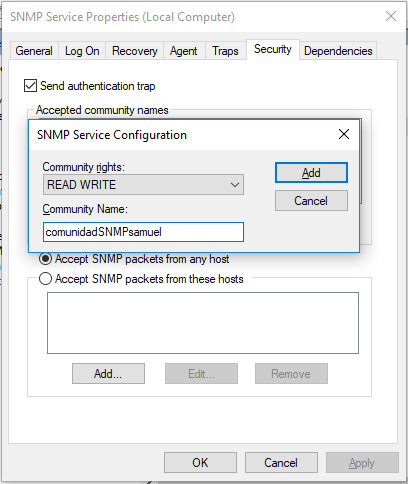 SNMP Service Properties (Local Computer)
General Log On Recovery Agent Traps Security Dependencies
Send authentication trap
Accepted community names
SNMP Service Configuration
Community rights:
READ WRITE
Add
Cancel
Community Name:
comunidadSNMPsamuel
Accept SNMP packets from any host
Accept SNMP packets from these hosts
Add... Edit... Remove
OK Cancel Apply